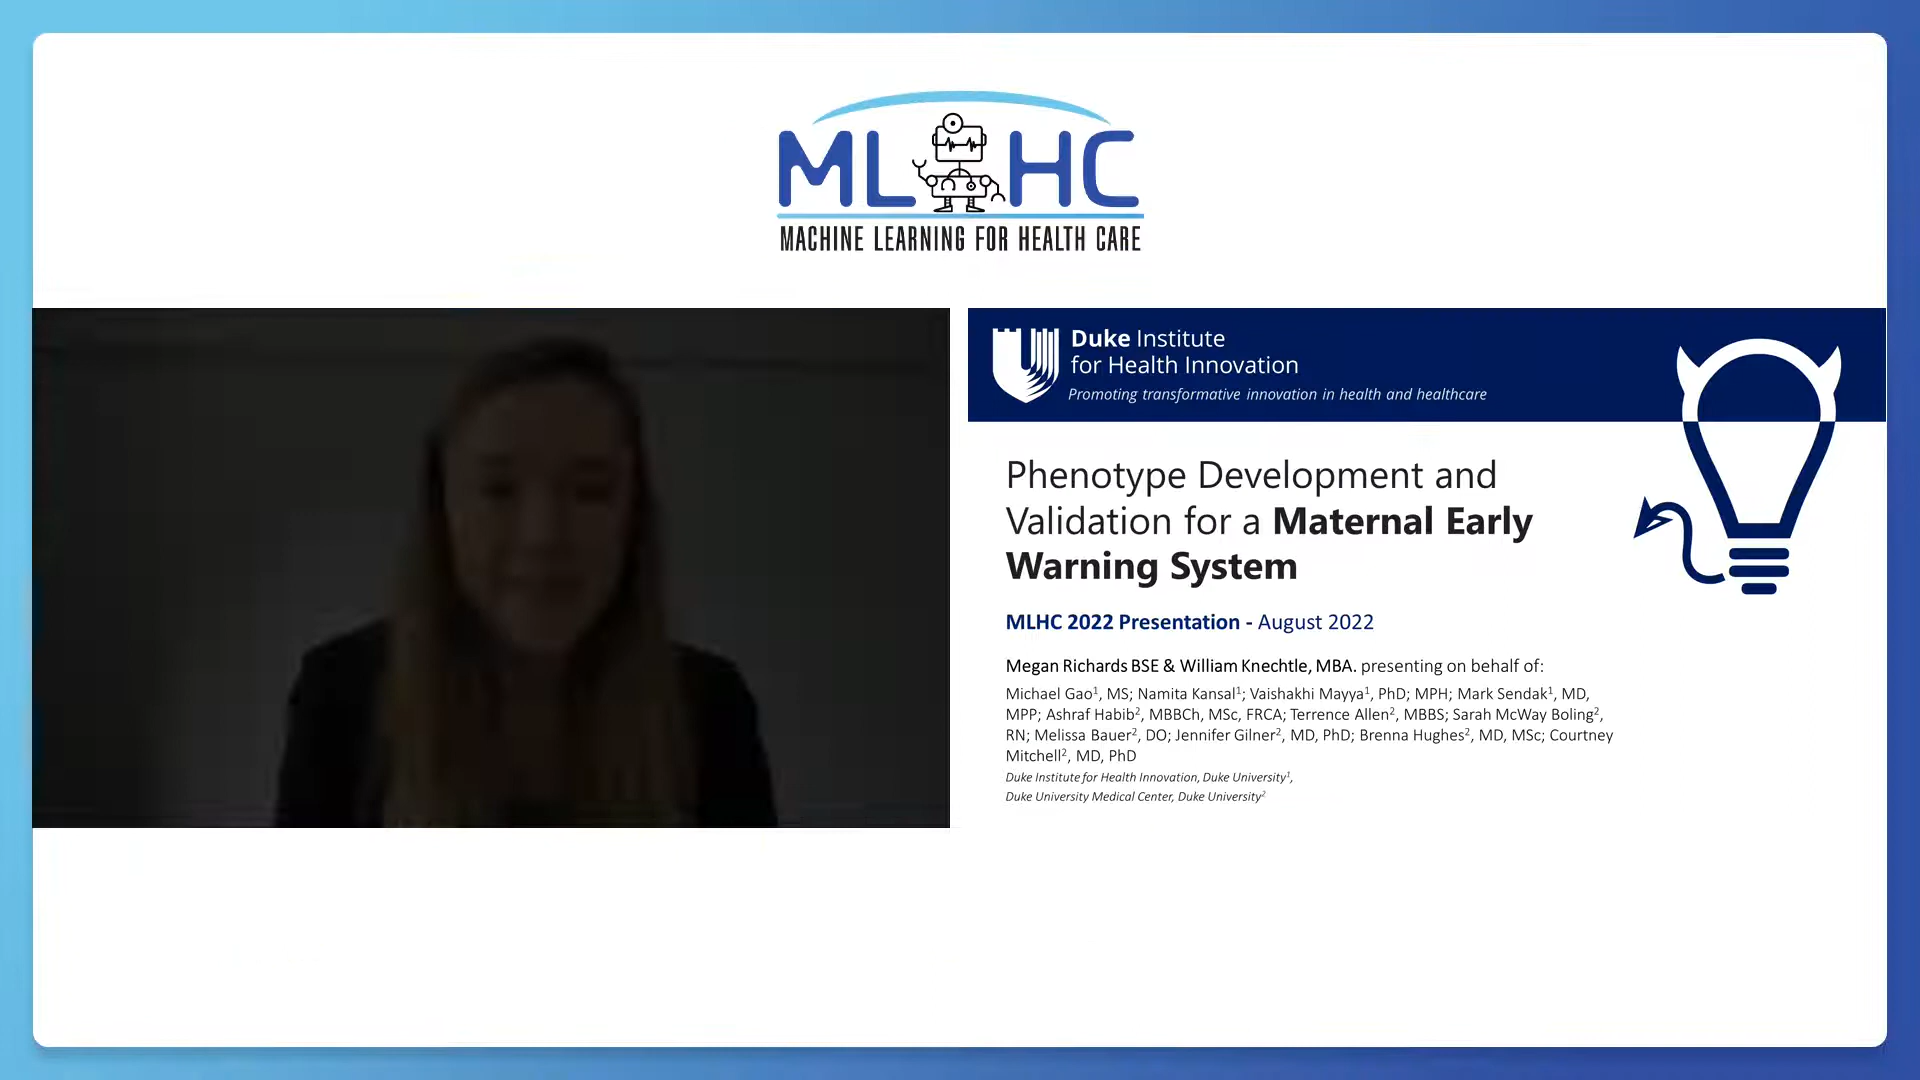 ML HC
MACHINE LEARNING FOR HEALTH CARE
Duke Institute
for Health Innovation
Promoting transformative innovation in health and healthcare
Phenotype Development and
Validation for a Maternal Early
Warning System
MLHC 2022 Presentation - August 2022
Megan Richards BSE & William Knechtle, MBA. presenting on behalf of:
Michael Gao¹, MS; Namita Kansal¹; Vaishakhi Mayya¹, PhD; MPH; Mark Sendak¹, MD,
MPP; Ashraf Habib², MBBCh, MSc, FRCA; Terrence Allen², MBBS; Sarah McWay Boling²,
RN; Melissa Bauer², DO; Jennifer Gilner², MD, PhD; Brenna Hughes², MD, MSc; Courtney
Mitchell², MD, PhD
Duke Institute for Health Innovation, Duke University¹,
Duke University Medical Center, Duke University²